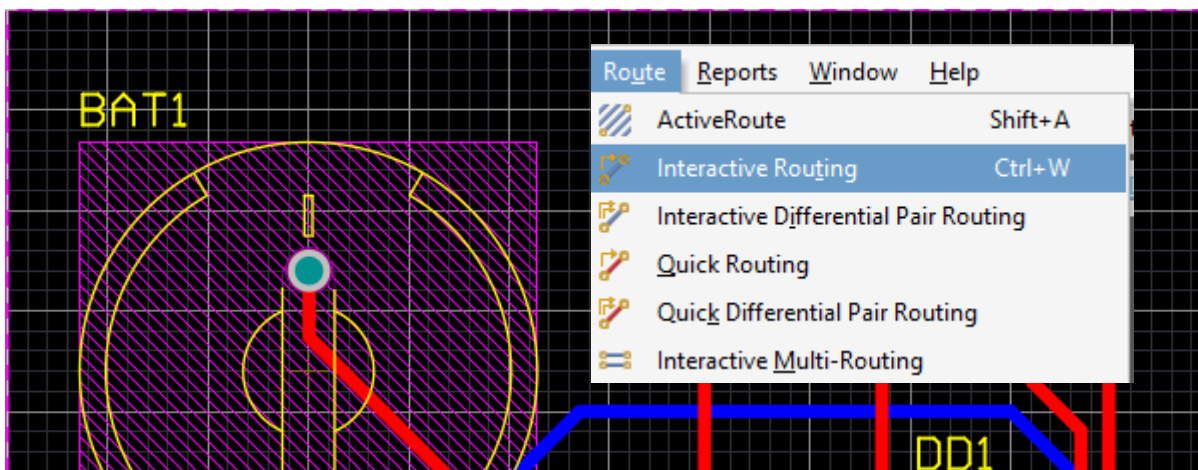 BAT1
Route Reports Window Help
ActiveRoute Shift+A
Interactive Routing Ctrl+W
Interactive Differential Pair Routing
Quick Routing
Quick Differential Pair Routing
Interactive Multi-Routing
DD1